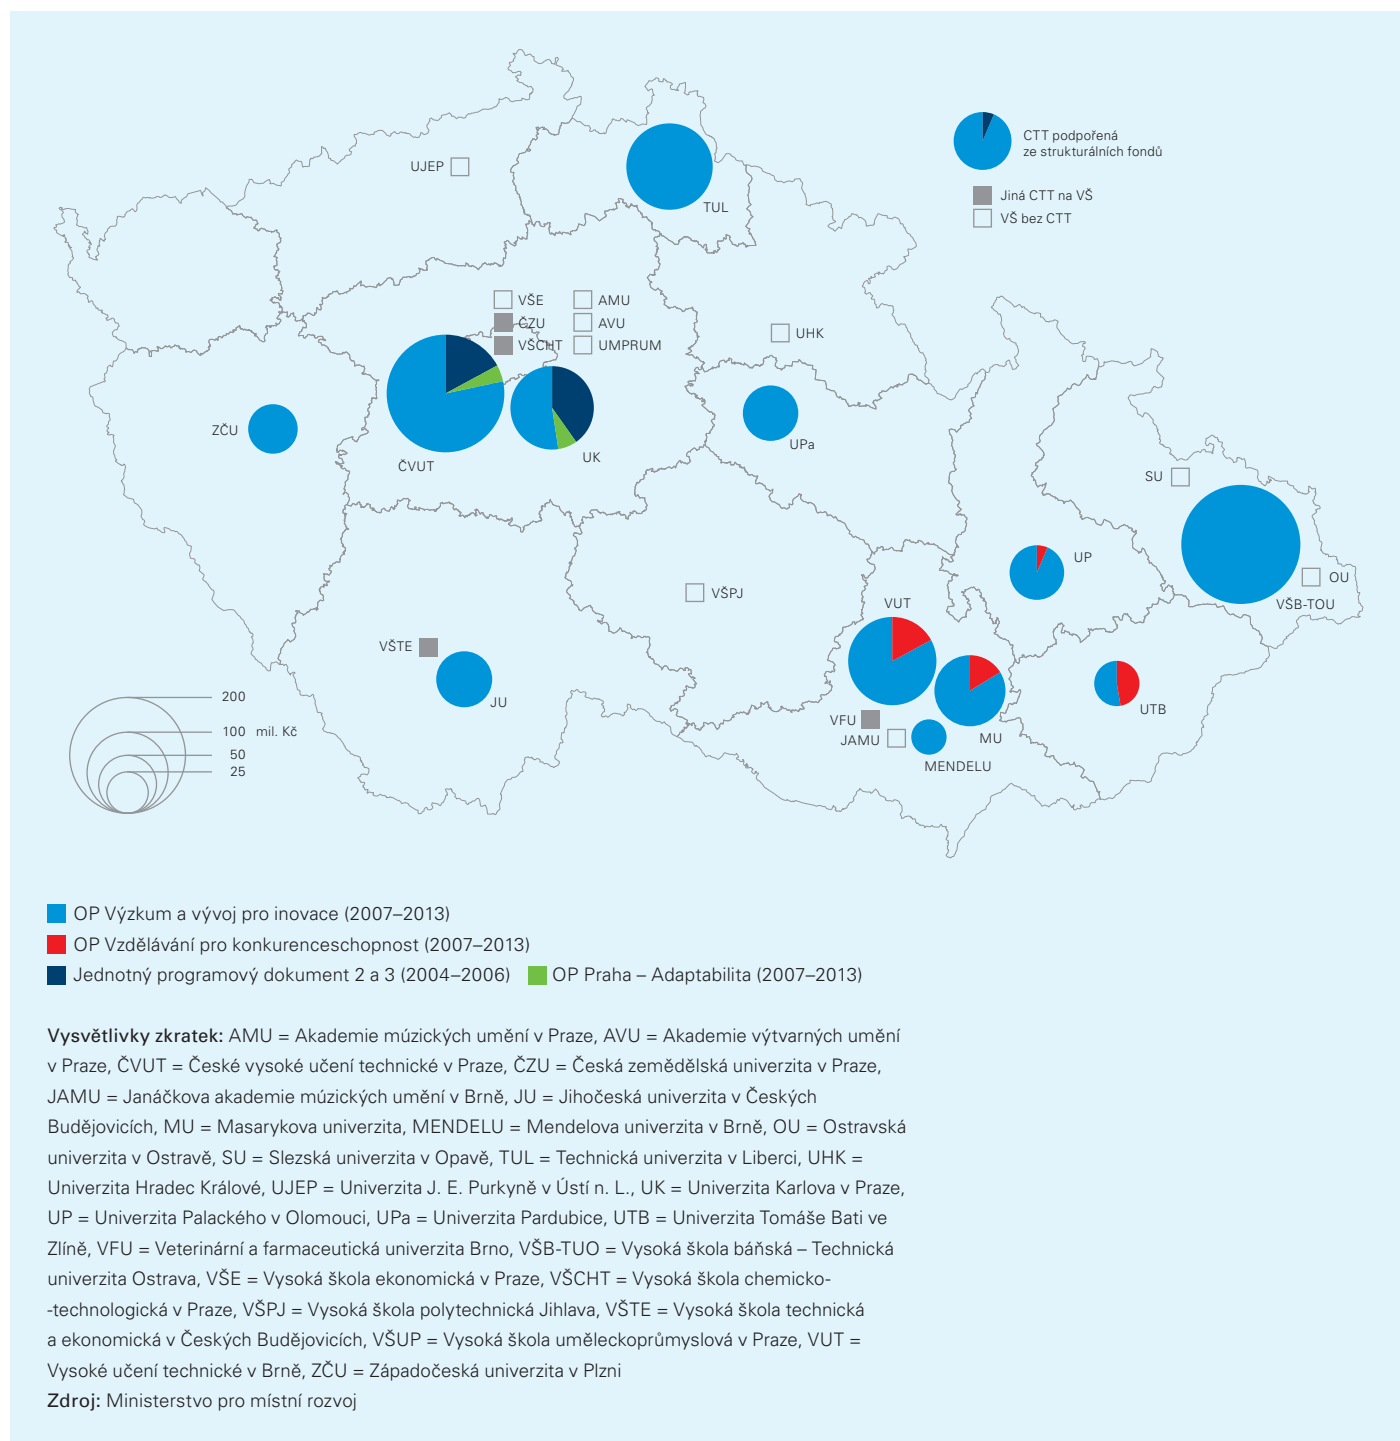 CTT podpořená
ze strukturálních fondů
UJEP
Jiná CTT na VŠ
TUL
VŠ bez CTT
VŠE
AMU
ČZU
AVU
VŠCHT
UMPRUM
UHK
ZČU
UPa
ČVUT
UK
SU
UP
OU
VŠB-TOU
VŠPJ
VUT
VŠTE
JU
UTB
VFU
JAMU
MU
MENDELU
200
100 mil. Kč
50
25
OP Výzkum a vývoj pro inovace (2007–2013)
OP Vzdělávání pro konkurenceschopnost (2007–2013)
Jednotný programový dokument 2 a 3 (2004–2006) OP Praha – Adaptabilita (2007–2013)
Vysvětlivky zkratek: AMU = Akademie múzických umění v Praze, AVU = Akademie výtvarných umění
v Praze, ČVUT = České vysoké učení technické v Praze, ČZU = Česká zemědělská univerzita v Praze,
JAMU = Janáčkova akademie múzických umění v Brně, JU = Jihočeská univerzita v Českých
Budějovicích, MU = Masarykova univerzita, MENDELU = Mendelova univerzita v Brně, OU = Ostravská
univerzita v Ostravě, SU = Slezská univerzita v Opavě, TUL = Technická univerzita v Liberci, UHK =
Univerzita Hradec Králové, UJEP = Univerzita J. E. Purkyně v Ústí n. L., UK = Univerzita Karlova v Praze,
UP = Univerzita Palackého v Olomouci, UPa = Univerzita Pardubice, UTB = Univerzita Tomáše Bati ve
Zlíně, VFU = Veterinární a farmaceutická univerzita Brno, VŠB-TUO = Vysoká škola báňská – Technická
univerzita Ostrava, VŠE = Vysoká škola ekonomická v Praze, VŠCHT = Vysoká škola chemicko-
-technologická v Praze, VŠPJ = Vysoká škola polytechnická Jihlava, VŠTE = Vysoká škola technická
a ekonomická v Českých Budějovicích, VŠUP = Vysoká škola uměleckoprůmyslová v Praze, VUT =
Vysoké učení technické v Brně, ZČU = Západočeská univerzita v Plzni
Zdroj: Ministerstvo pro místní rozvoj